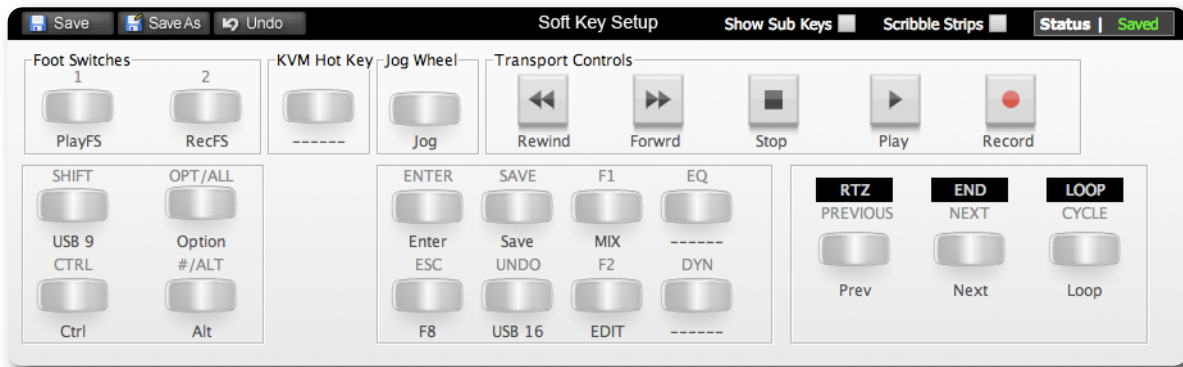 Save Save As Undo Soft Key Setup Show Sub Keys Scribble Strips Status | Saved
Foot Switches KVM Hot Key Jog Wheel Transport Controls
1 2
PlayFS RecFS ------ Jog Rewind Forwrd Stop Play Record
SHIFT OPT/ALL ENTER SAVE F1 EQ RTZ END LOOP
PREVIOUS NEXT CYCLE
USB 9 Option Enter Save MIX ------
CTRL #/ALT ESC UNDO F2 DYN
Prev Next Loop
Ctrl Alt F8 USB 16 EDIT ------